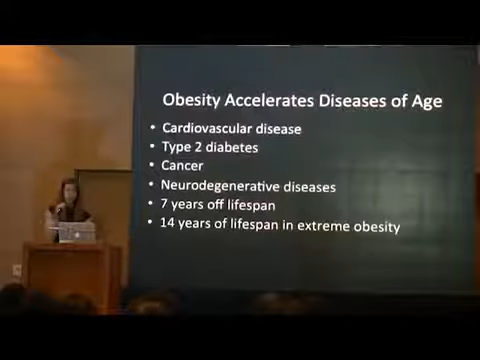 Obesity Accelerates Diseases of Age
• Cardiovascular disease
• Type 2 diabetes
• Cancer
• Neurodegenerative diseases
• 7 years off lifespan
• 14 years of lifespan in extreme obesity